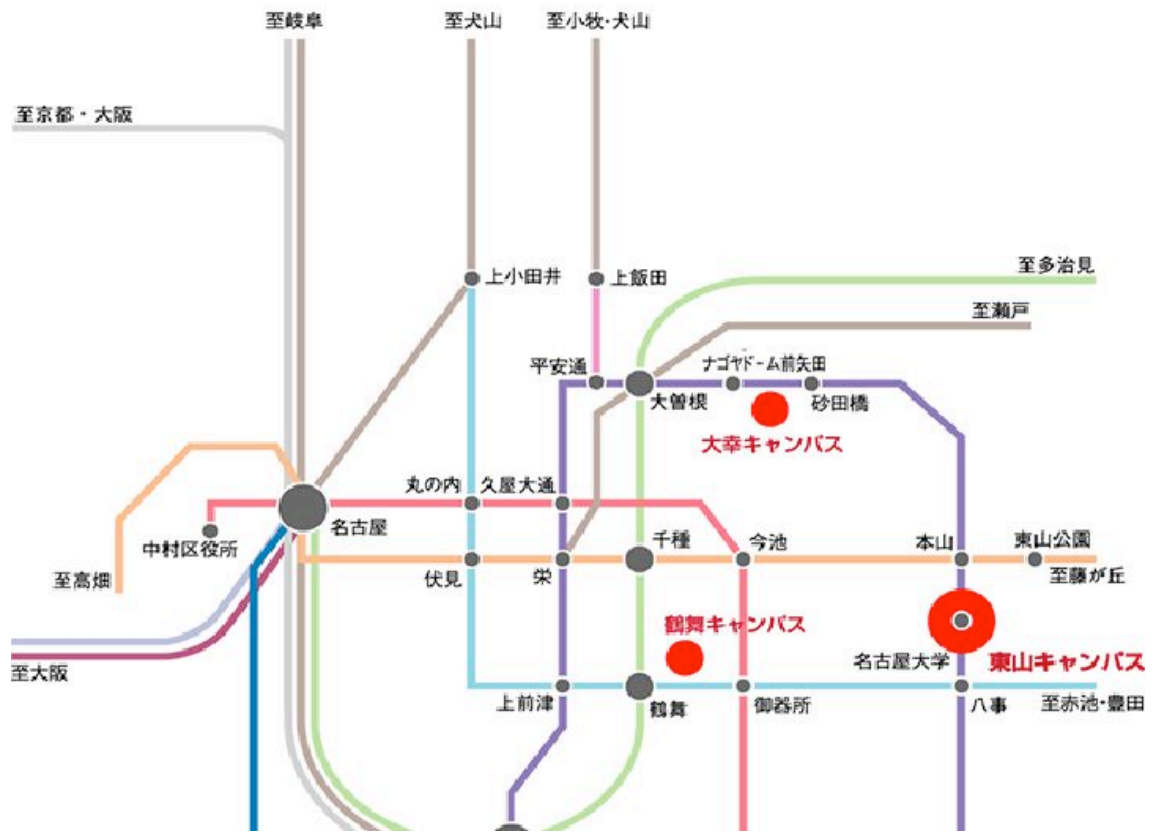 至岐阜
至犬山
至小牧・犬山
至京都・大阪
至多治見
上小田井
上飯田
至瀬戸
平安通
ナゴヤドーム前矢田
大曽根
砂田橋
大幸キャンパス
丸の内
久屋大通
名古屋
中村区役所
千種
今池
本山
東山公園
至高畑
伏見
栄
至藤が丘
鶴舞キャンパス
名古屋大学
東山キャンパス
至大阪
上前津
鶴舞
御器所
八事
至赤池・豊田